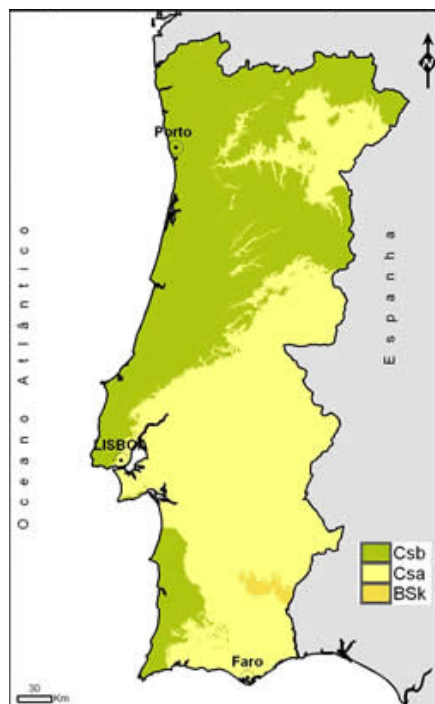 N
Porto
Oceano Atlântico
Espanha
LISBOA
Csb
Csa
BSk
Faro
30
Km